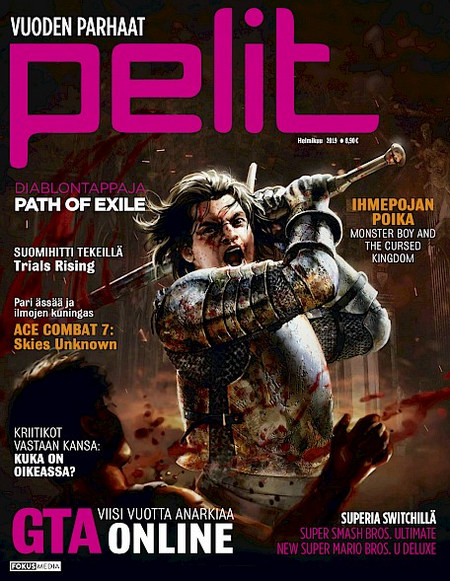 VUODEN PARHAAT
pelit
Helmikuu 2019 ● 8,90 €
DIABLONTAPPAJA
PATH OF EXILE
IHMEPOJAN
POIKA
MONSTER BOY AND
THE CURSED
KINGDOM
SUOMIHITTI TEKEILLÄ
Trials Rising
Pari ässää ja
ilmojen kuningas
ACE COMBAT 7:
Skies Unknown
KRIITIKOT
VASTAAN KANSA:
KUKA ON
OIKEASSA?
GTA VIISI VUOTTA ANARKIAA
ONLINE
SUPERIA SWITCHILLÄ
SUPER SMASH BROS. ULTIMATE
NEW SUPER MARIO BROS. U DELUXE
FOKUSMEDIA